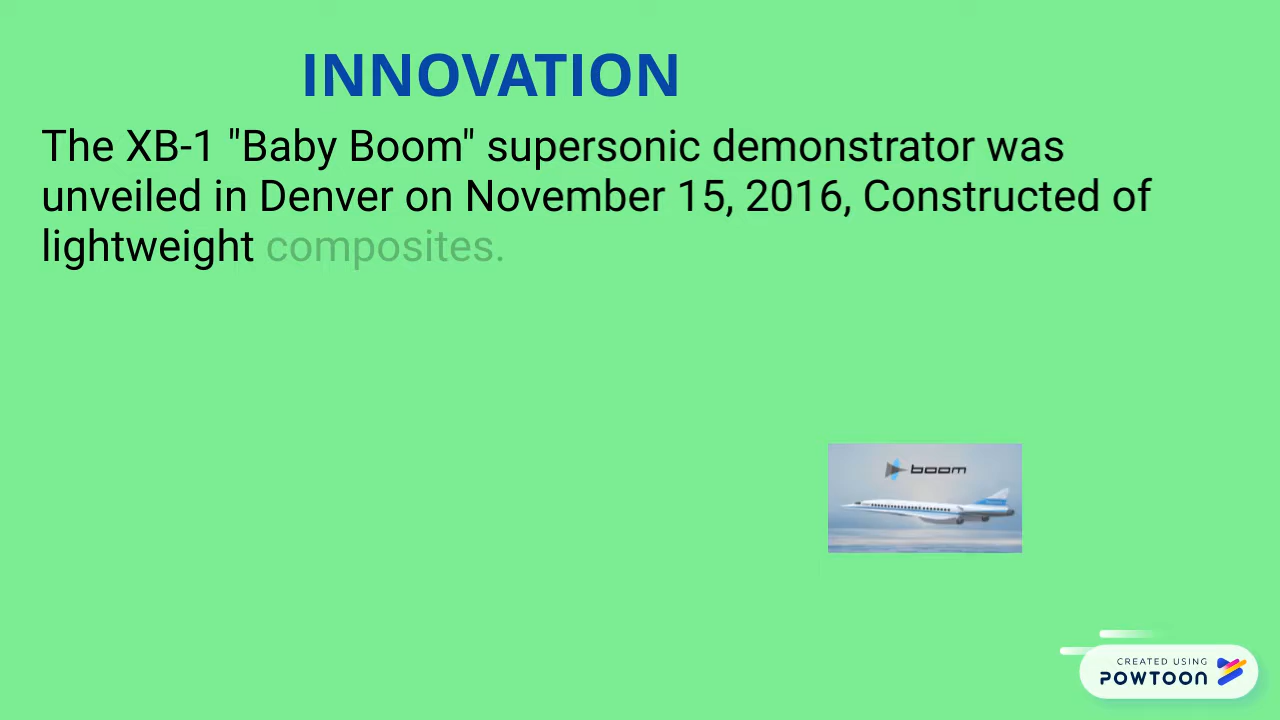 INNOVATION
The XB-1 "Baby Boom" supersonic demonstrator was
unveiled in Denver on November 15, 2016, Constructed of
lightweight composites.
boom
CREATED USING
POWTOON